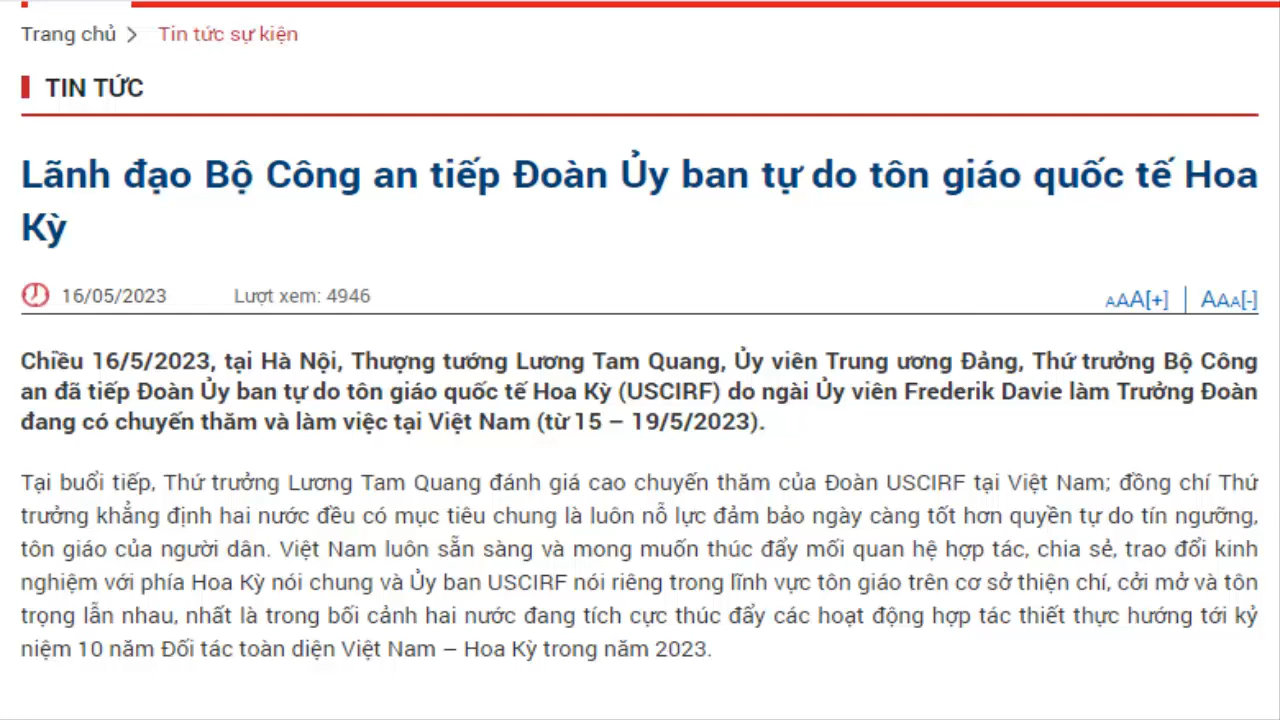 Trang chủ > Tin tức sự kiện
TIN TỨC
Lãnh đạo Bộ Công an tiếp Đoàn Ủy ban tự do tôn giáo quốc tế Hoa
Kỳ
16/05/2023 Lượt xem: 4946 AAA[+] | AAA[-]
Chiều 16/5/2023, tại Hà Nội, Thượng tướng Lương Tam Quang, Ủy viên Trung ương Đảng, Thứ trưởng Bộ Công
an đã tiếp Đoàn Ủy ban tự do tôn giáo quốc tế Hoa Kỳ (USCIRF) do ngài Ủy viên Frederik Davie làm Trưởng Đoàn
đang có chuyến thăm và làm việc tại Việt Nam (từ 15 – 19/5/2023).
Tại buổi tiếp, Thứ trưởng Lương Tam Quang đánh giá cao chuyến thăm của Đoàn USCIRF tại Việt Nam; đồng chí Thứ
trưởng khẳng định hai nước đều có mục tiêu chung là luôn nỗ lực đảm bảo ngày càng tốt hơn quyền tự do tín ngưỡng,
tôn giáo của người dân. Việt Nam luôn sẵn sàng và mong muốn thúc đẩy mối quan hệ hợp tác, chia sẻ, trao đổi kinh
nghiệm với phía Hoa Kỳ nói chung và Ủy ban USCIRF nói riêng trong lĩnh vực tôn giáo trên cơ sở thiện chí, cởi mở và tôn
trọng lẫn nhau, nhất là trong bối cảnh hai nước đang tích cực thúc đẩy các hoạt động hợp tác thiết thực hướng tới kỷ
niệm 10 năm Đối tác toàn diện Việt Nam – Hoa Kỳ trong năm 2023.